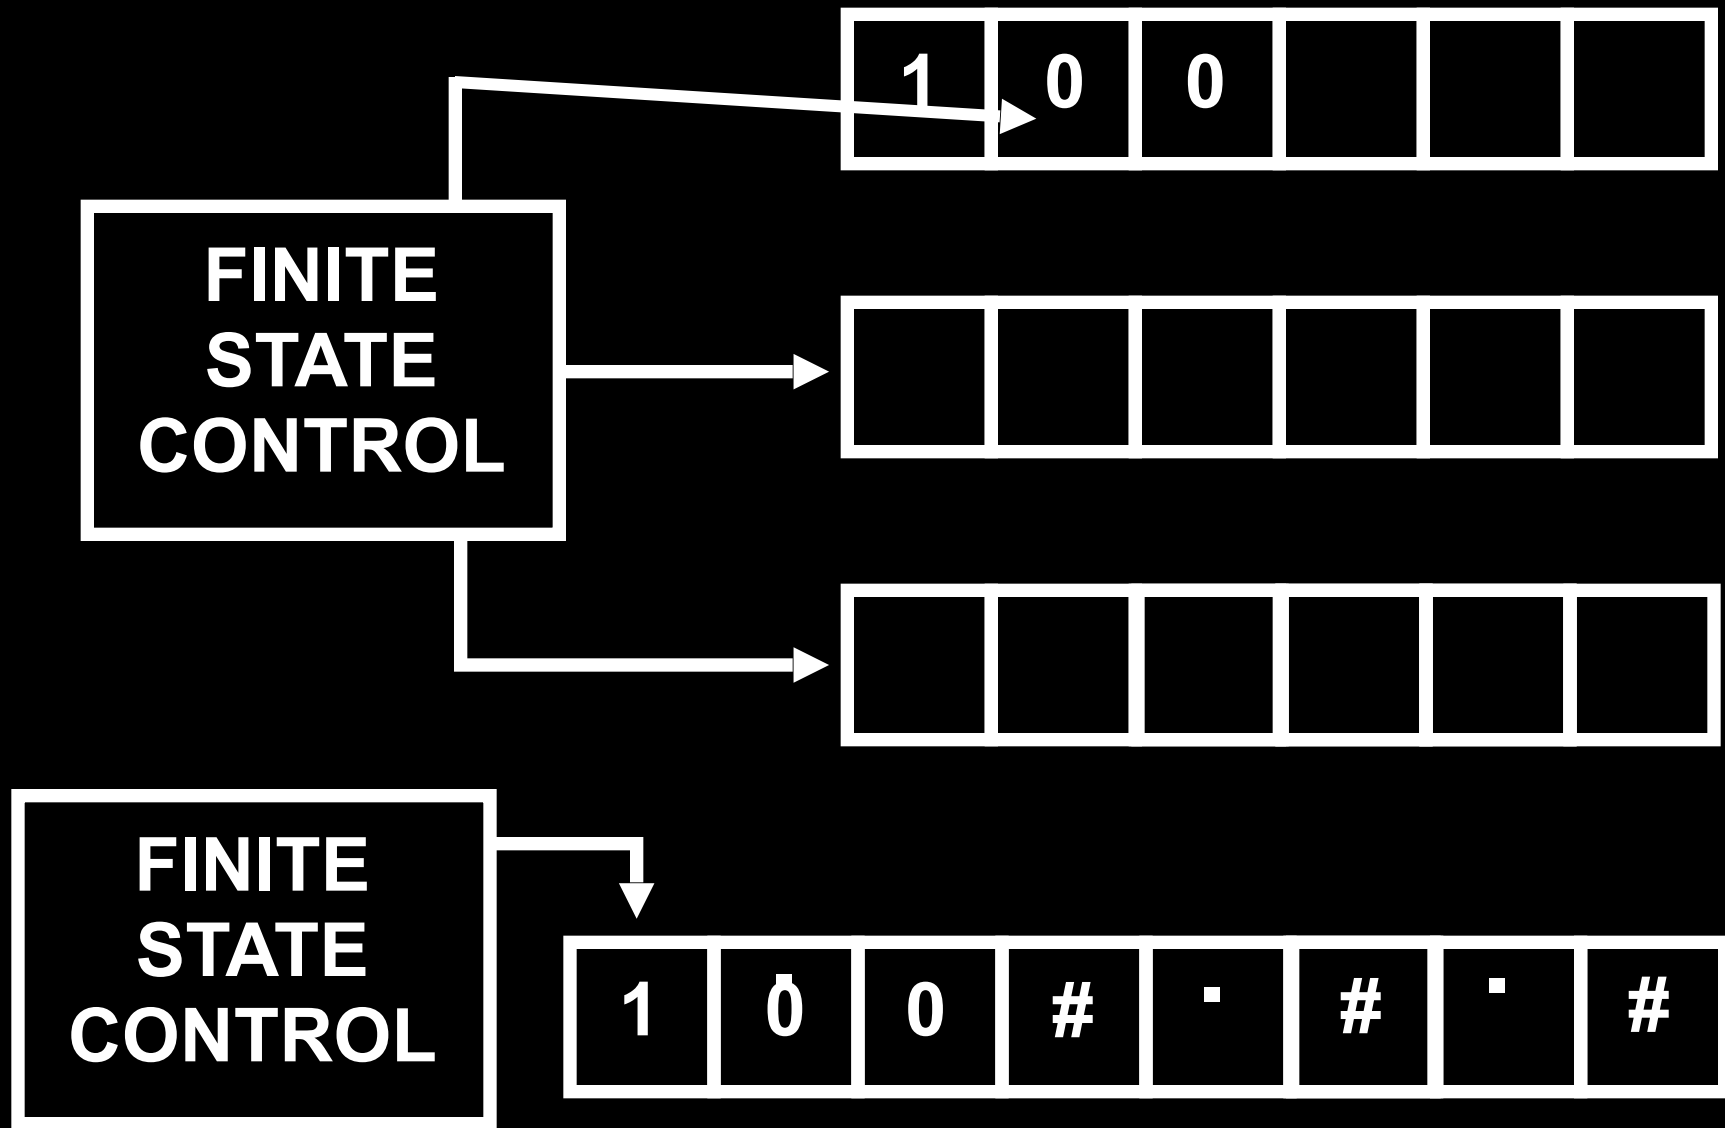 1 0 0
FINITE
STATE
CONTROL
FINITE
STATE
CONTROL
1 0 0 # . # . #